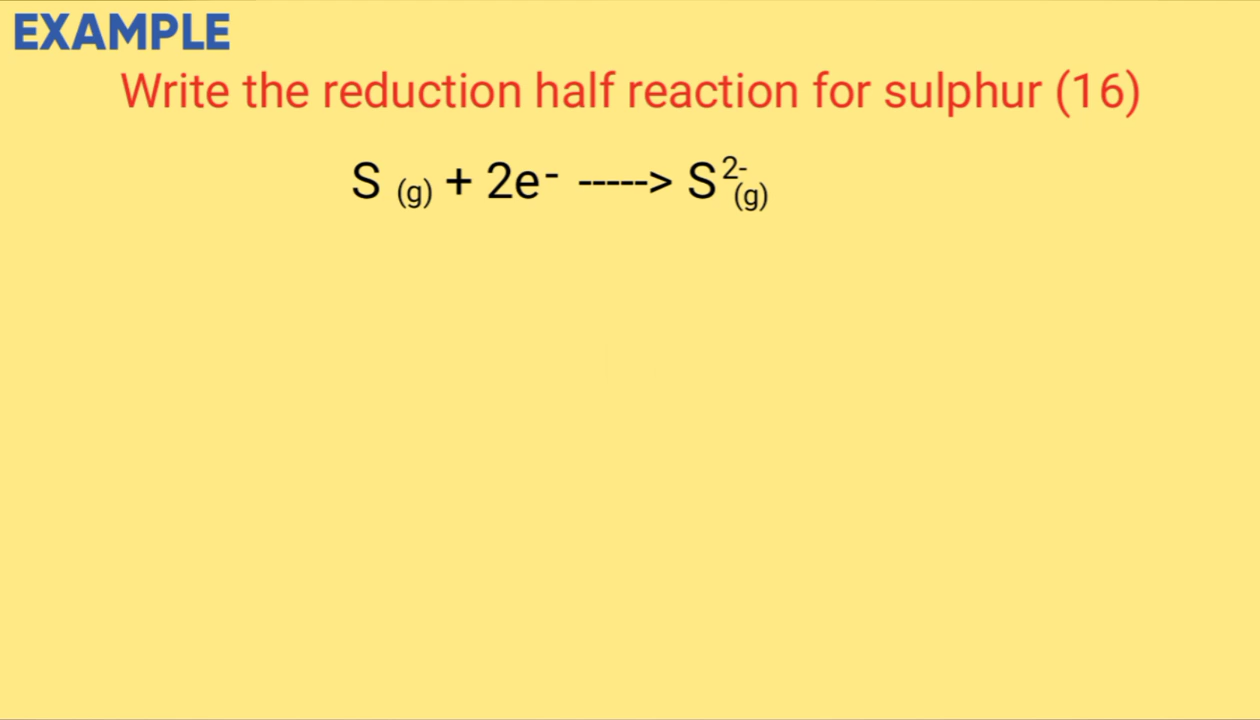 EXAMPLE
Write the reduction half reaction for sulphur (16)
S (g) + 2e⁻ -----> S²⁻(g)